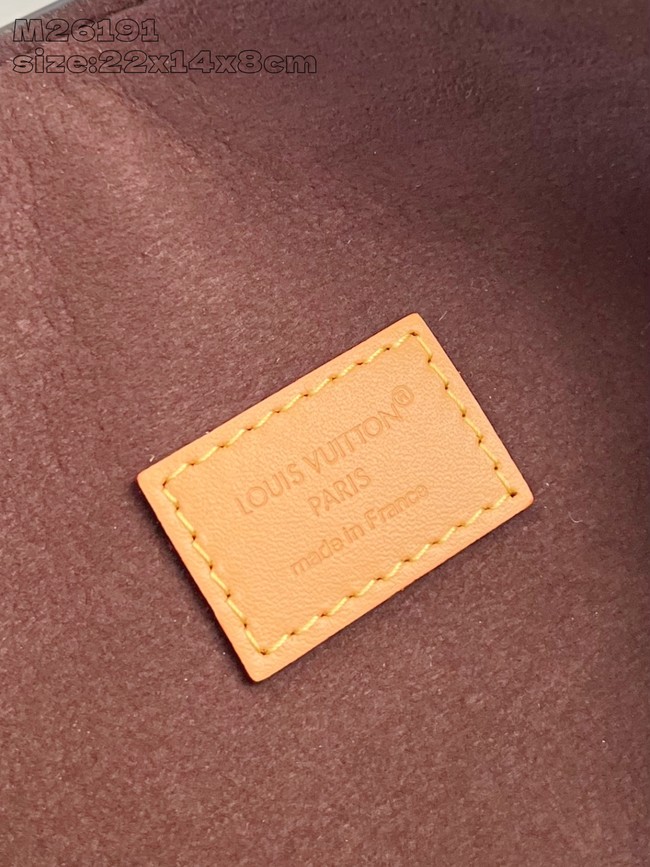 M26191
size:22x14x8cm
LOUIS VUITTON®
PARIS
made in France